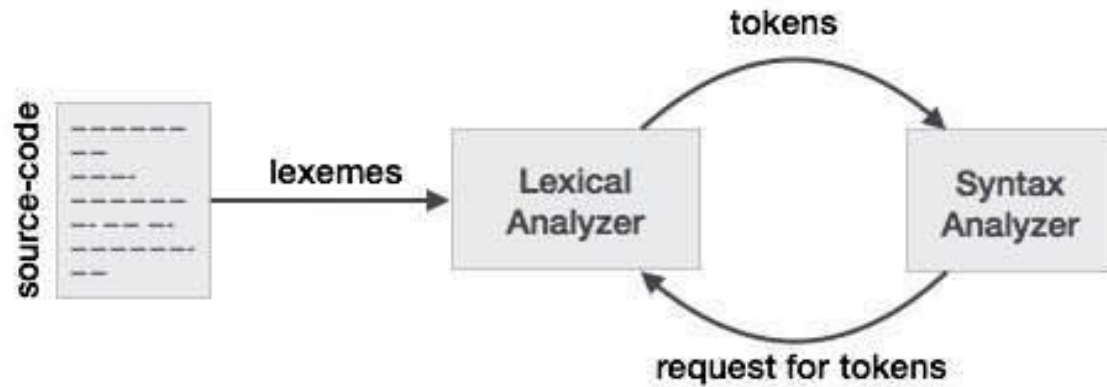 source-code
lexemes
Lexical
Analyzer
tokens
Syntax
Analyzer
request for tokens